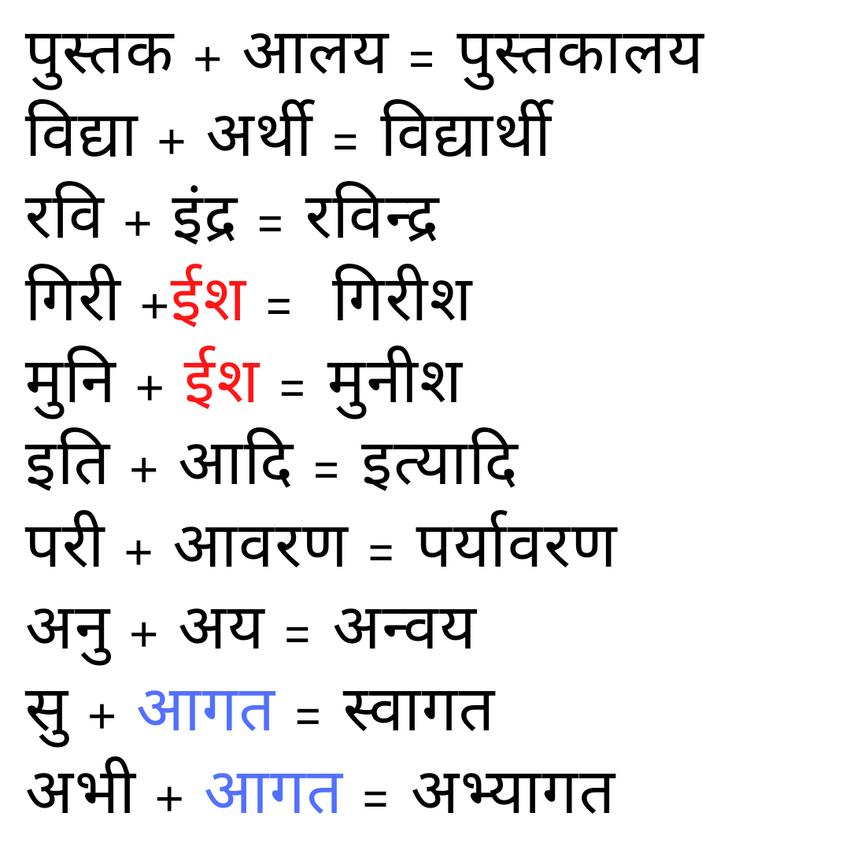 पुस्तक + आलय = पुस्तकालय
विद्या + अर्थी = विद्यार्थी
रवि + इंद्र = रविन्द्र
गिरी +ईश = गिरीश
मुनि + ईश = मुनीश
इति + आदि = इत्यादि
परी + आवरण = पर्यावरण
अनु + अय = अन्वय
सु + आगत = स्वागत
अभी + आगत = अभ्यागत